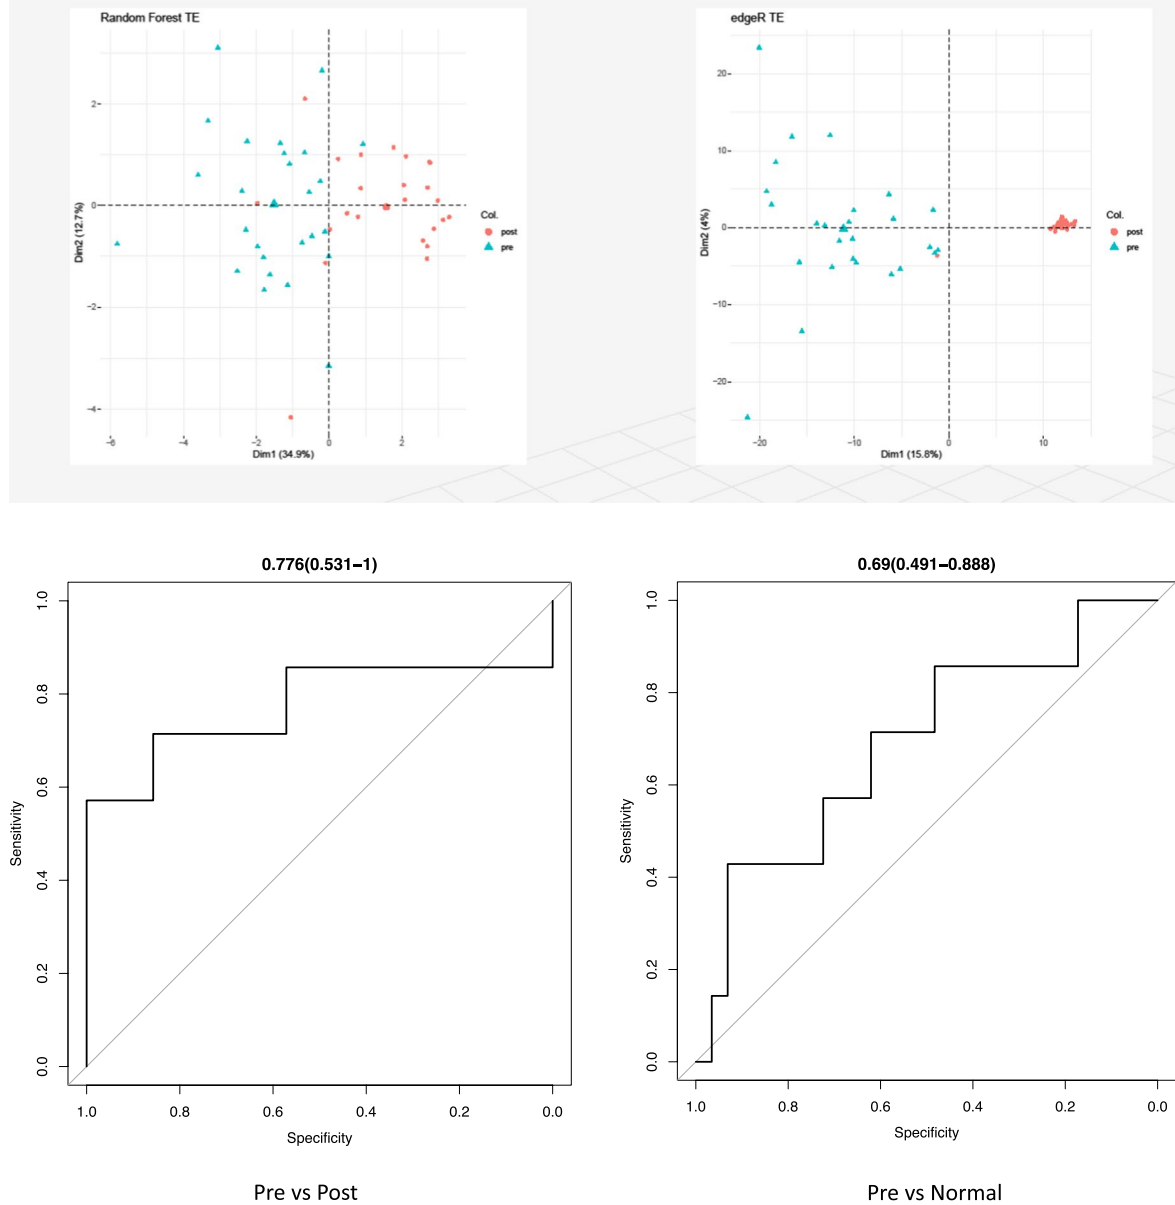 Random Forest TE
2
0
−2
−4
Dim2 (12.7%)
−6
−4
−2
0
2
Dim1 (34.9%)
Col.
post
pre
edgeR TE
20
10
0
−10
−20
Dim2 (4%)
−20
−10
0
10
Dim1 (15.8%)
Col.
post
pre
0.776(0.531−1)
1.0
0.8
0.6
0.4
0.2
0.0
Sensitivity
1.0
0.8
0.6
0.4
0.2
0.0
Specificity
Pre vs Post
0.69(0.491−0.888)
1.0
0.8
0.6
0.4
0.2
0.0
Sensitivity
1.0
0.8
0.6
0.4
0.2
0.0
Specificity
Pre vs Normal